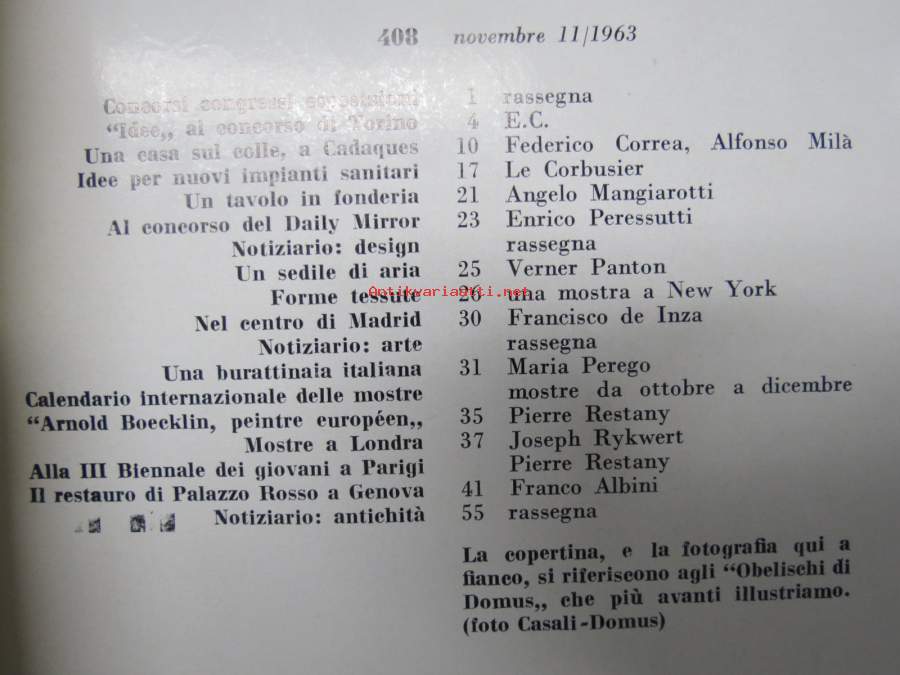 408 novembre 11/1963
Concorsi congressi esposizioni 1 rassegna
"Idee„ al concorso di Torino 4 E.C.
Una casa sul colle, a Cadaques 10 Federico Correa, Alfonso Milà
Idee per nuovi impianti sanitari 17 Le Corbusier
Un tavolo in fonderia 21 Angelo Mangiarotti
Al concorso del Daily Mirror 23 Enrico Peressutti
Notiziario: design rassegna
Un sedile di aria 25 Verner Panton
Forme tessute 26 una mostra a New York
Antikvariaatti.net
Nel centro di Madrid 30 Francisco de Inza
Notiziario: arte rassegna
Una burattinaia italiana 31 Maria Perego
Calendario internazionale delle mostre mostre da ottobre a dicembre
"Arnold Boecklin, peintre européen„ 35 Pierre Restany
Mostre a Londra 37 Joseph Rykwert
Alla III Biennale dei giovani a Parigi Pierre Restany
Il restauro di Palazzo Rosso a Genova 41 Franco Albini
Notiziario: antichità 55 rassegna
La copertina, e la fotografia qui a
fianco, si riferiscono agli "Obelischi di
Domus„ che più avanti illustriamo.
(foto Casali-Domus)